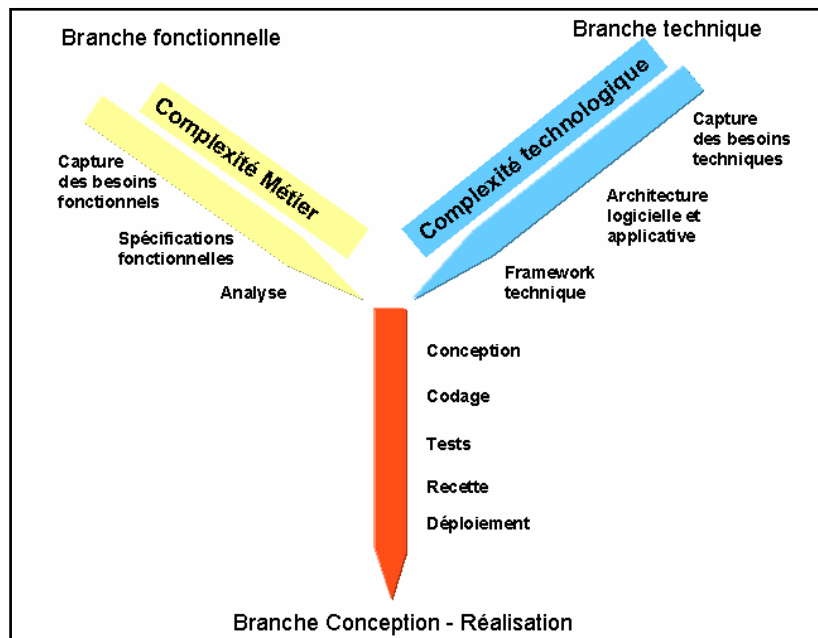 Branche fonctionnelle
Branche technique
Complexité Métier
Complexité technologique
Capture
des besoins
fonctionnels
Spécifications
fonctionnelles
Analyse
Capture
des besoins
techniques
Architecture
logicielle et
applicative
Framework
technique
Conception
Codage
Tests
Recette
Déploiement
Branche Conception - Réalisation